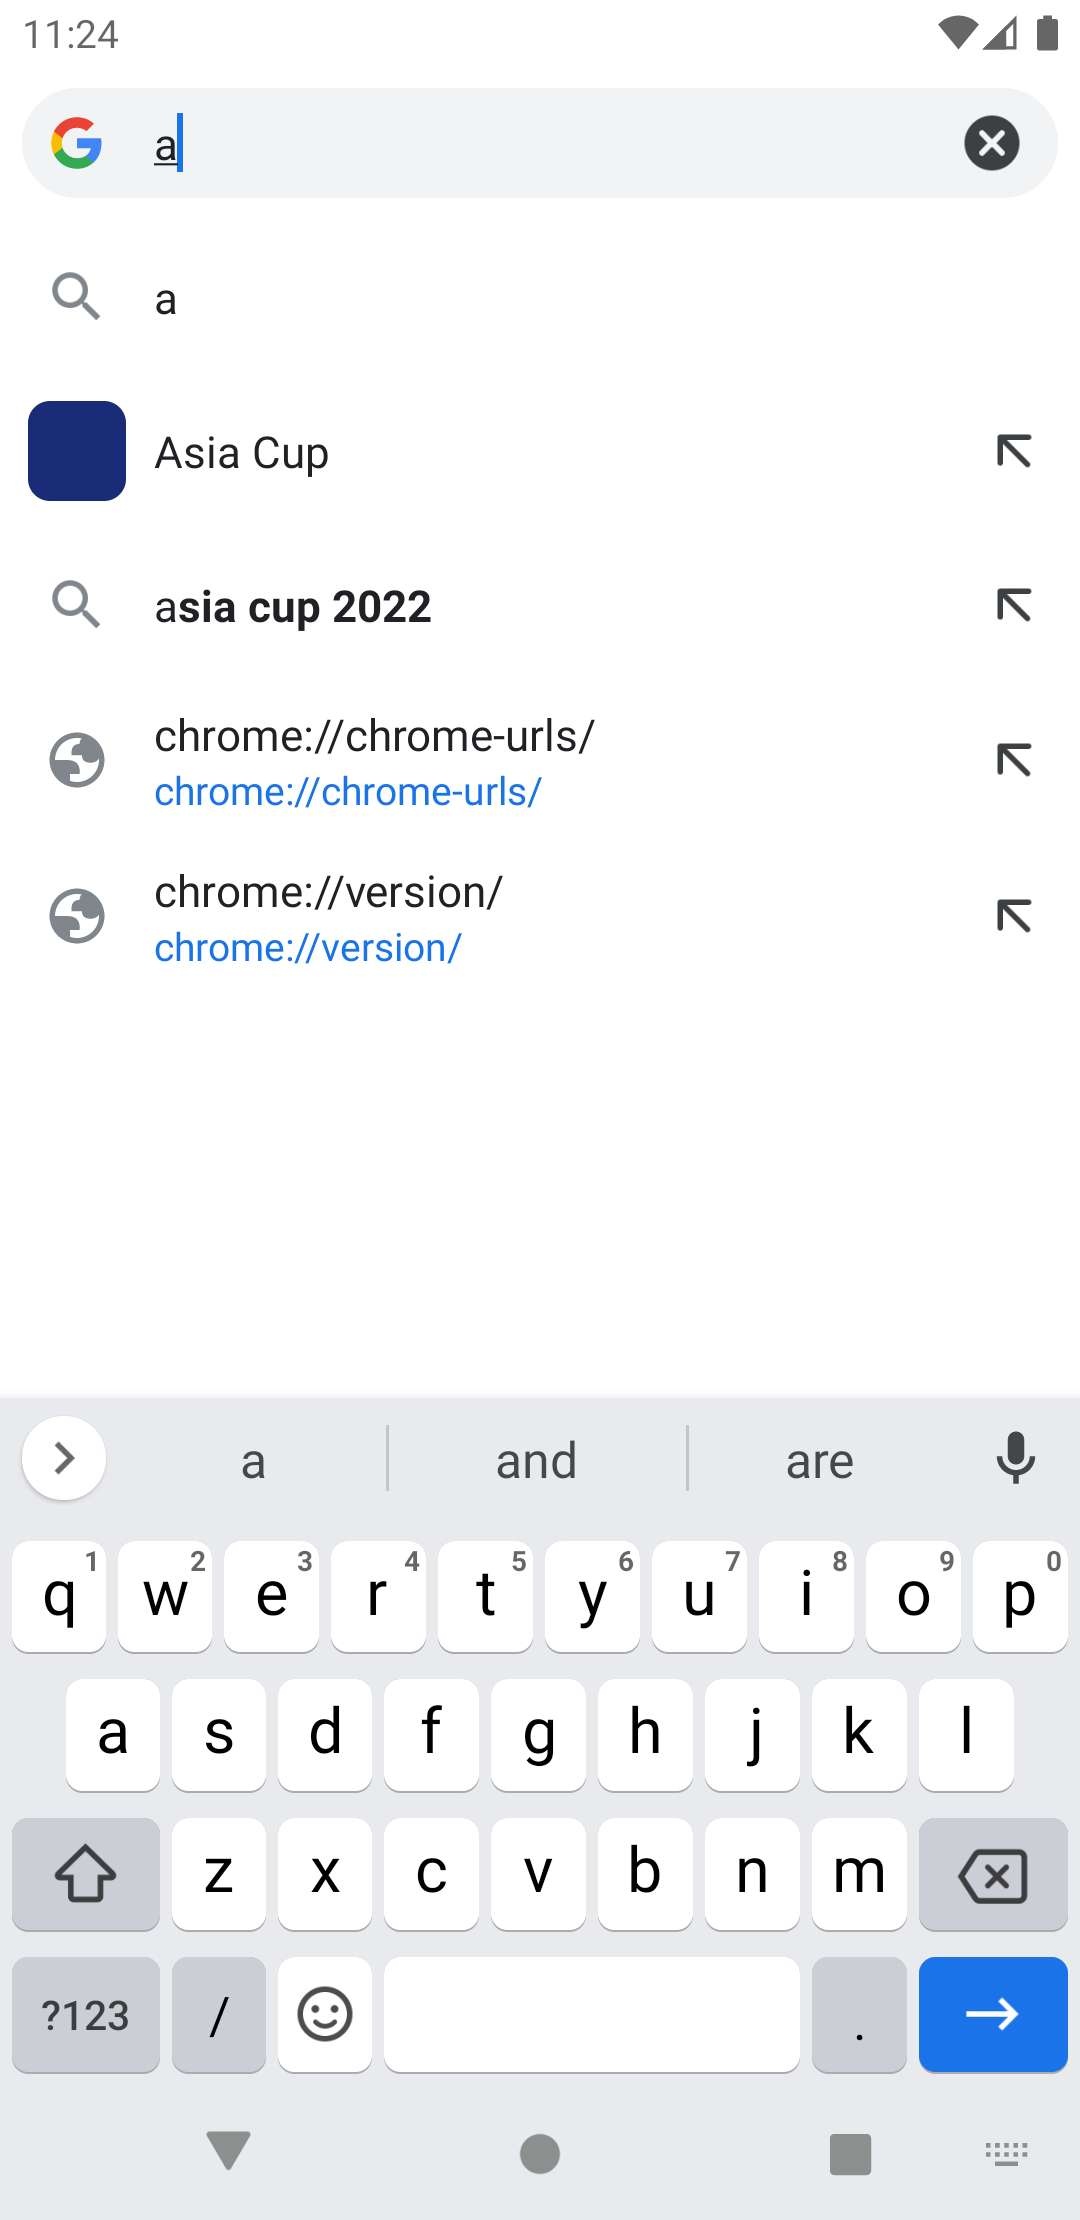 11:24
a
a
Asia Cup
asia cup 2022
chrome://chrome-urls/
chrome://chrome-urls/
chrome://version/
chrome://version/
a and are
1 2 3 4 5 6 7 8 9 0
q w e r t y u i o p
a s d f g h j k l
z x c v b n m
?123 / .